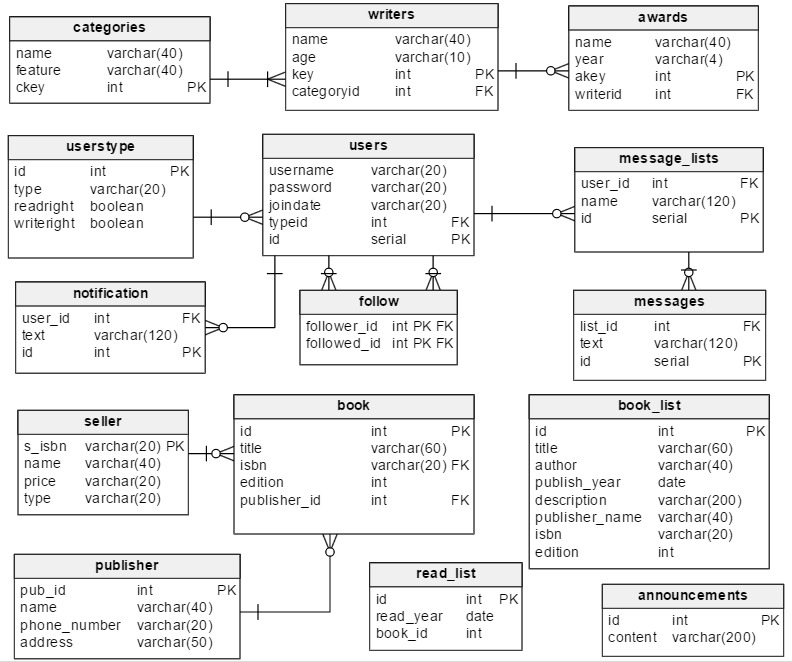 categories
name varchar(40)
feature varchar(40)
ckey int PK
writers
name varchar(40)
age varchar(10)
key int PK
categoryid int FK
awards
name varchar(40)
year varchar(4)
akey int PK
writerid int FK
userstype
id int PK
type varchar(20)
readright boolean
writeright boolean
users
username varchar(20)
password varchar(20)
joindate varchar(20)
typeid int FK
id serial PK
message_lists
user_id int FK
name varchar(120)
id serial PK
notification
user_id int FK
text varchar(120)
id int PK
follow
follower_id int PK FK
followed_id int PK FK
messages
list_id int FK
text varchar(120)
id serial PK
seller
s_isbn varchar(20) PK
name varchar(40)
price varchar(20)
type varchar(20)
book
id int PK
title varchar(60)
isbn varchar(20) FK
edition int
publisher_id int FK
book_list
id int PK
title varchar(60)
author varchar(40)
publish_year date
description varchar(200)
publisher_name varchar(40)
isbn varchar(20)
edition int
publisher
pub_id int PK
name varchar(40)
phone_number varchar(20)
address varchar(50)
read_list
id int PK
read_year date
book_id int
announcements
id int PK
content varchar(200)